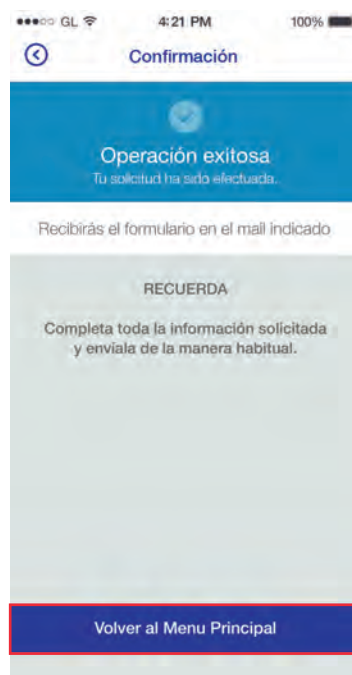 GL 4:21 PM 100%
Confirmación
Operación exitosa
Tu solicitud ha sido efectuada.
Recibirás el formulario en el mail indicado
RECUERDA
Completa toda la información solicitada
y envíala de la manera habitual.
Volver al Menu Principal